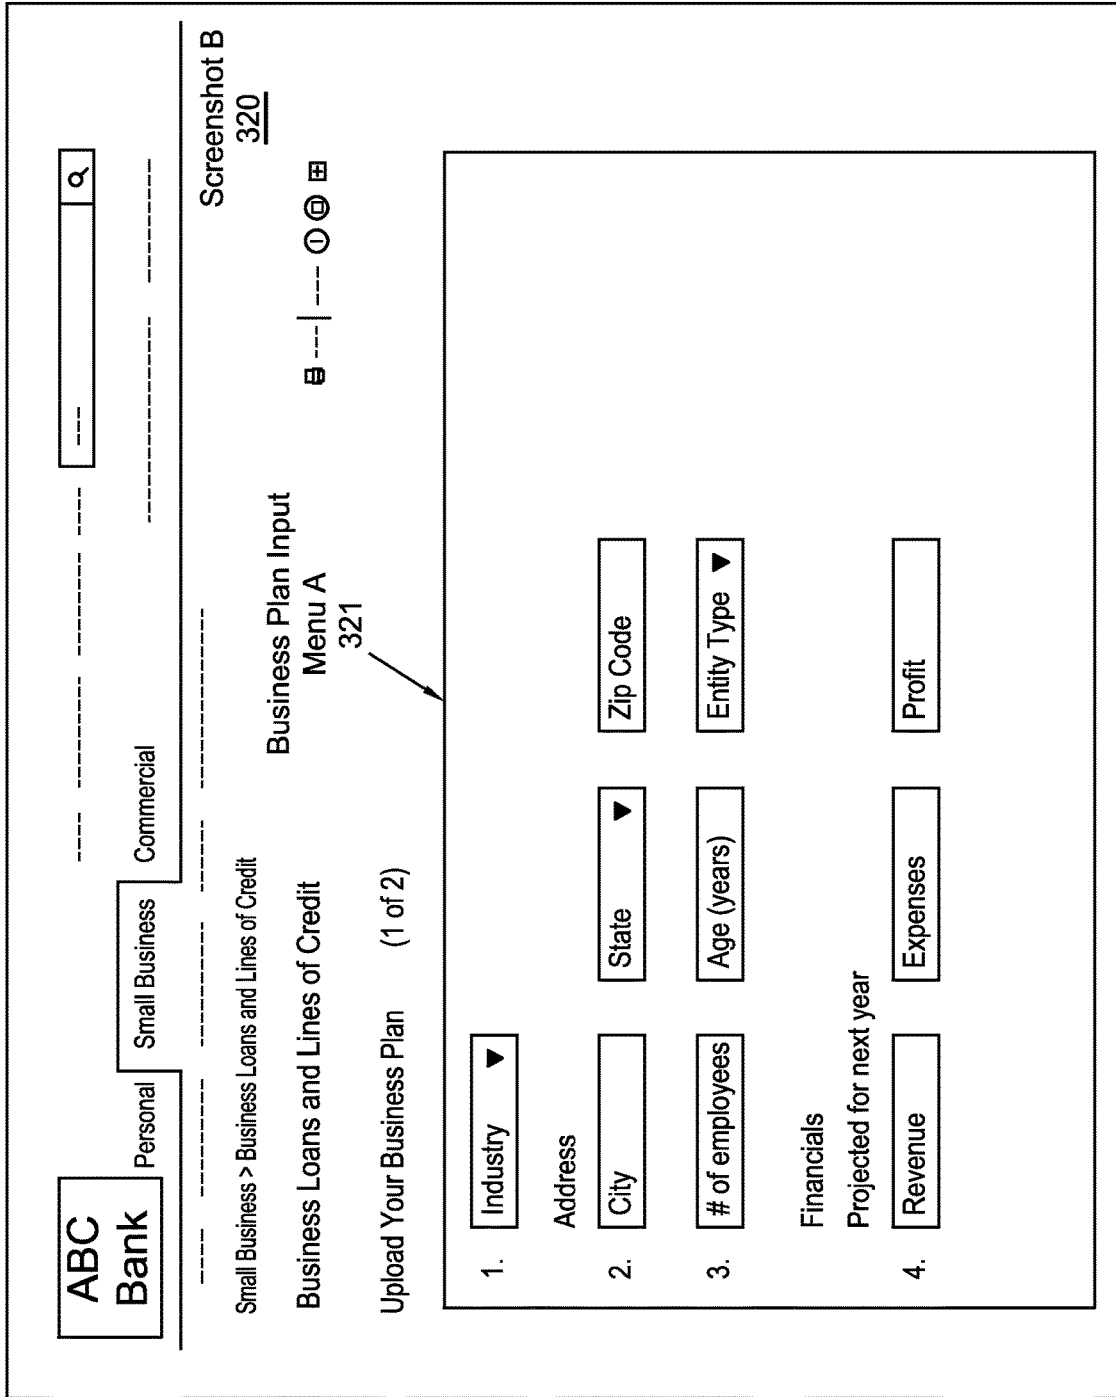 ABC
Bank
Personal Small Business Commercial
Screenshot B
320
Small Business > Business Loans and Lines of Credit
Business Loans and Lines of Credit
Business Plan Input
Menu A
321
Upload Your Business Plan (1 of 2)
1. Industry ▼
Address
2. City State ▼ Zip Code
3. # of employees Age (years) Entity Type ▼
Financials
Projected for next year
4. Revenue Expenses Profit